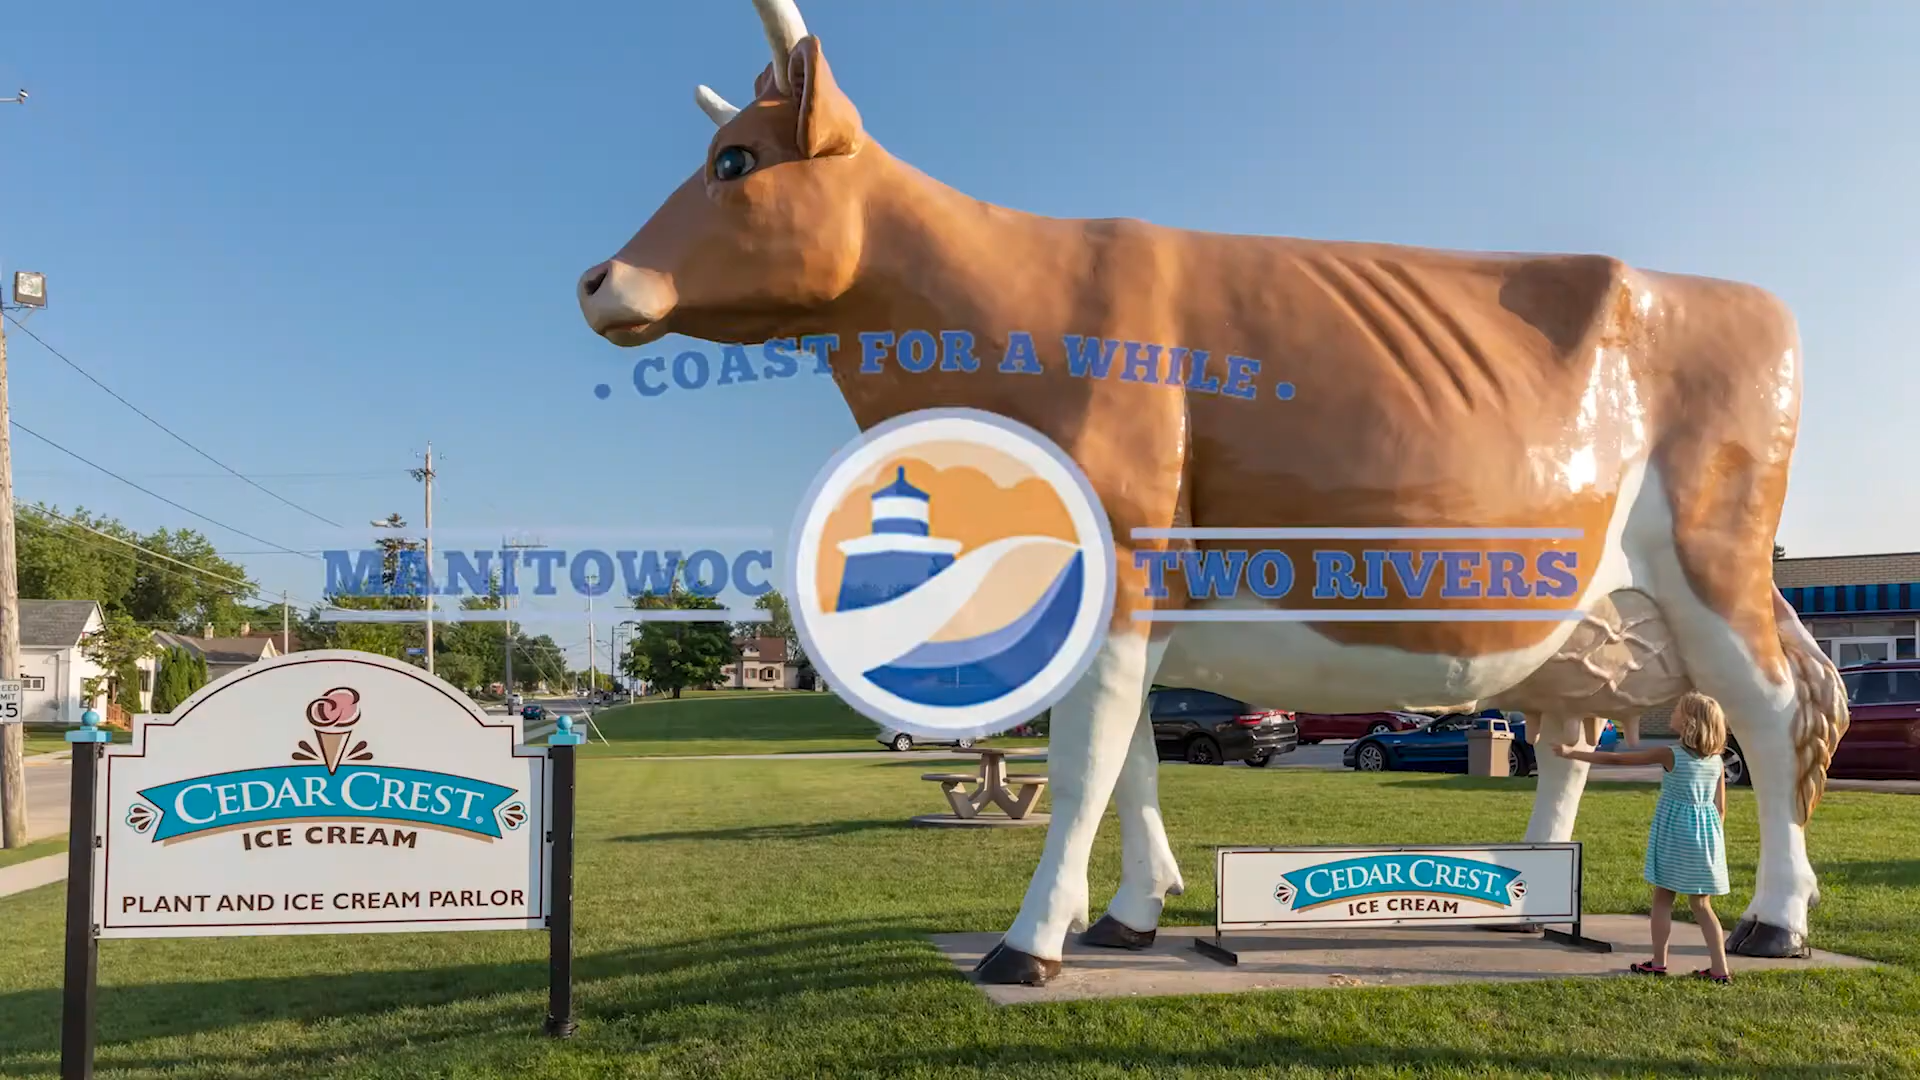 • COAST FOR A WHILE •
MANITOWOC
TWO RIVERS
25
CEDAR CREST®
ICE CREAM
PLANT AND ICE CREAM PARLOR
CEDAR CREST®
ICE CREAM